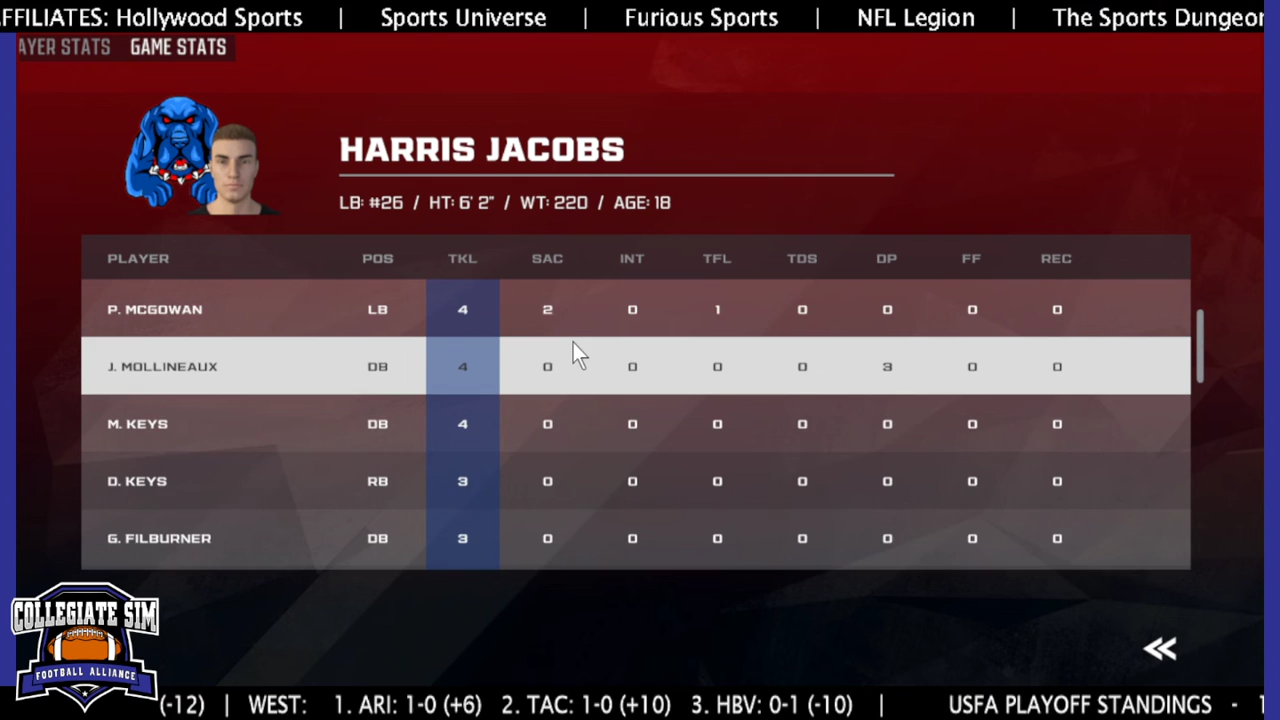 FFILIATES: Hollywood Sports | Sports Universe | Furious Sports | NFL Legion | The Sports Dungeon
AYER STATS GAME STATS
HARRIS JACOBS
LB: #26 / HT: 6' 2" / WT: 220 / AGE: 18
PLAYER POS TKL SAC INT TFL TDS DP FF REC
P. MCGOWAN LB 4 2 0 1 0 0 0 0
J. MOLLINEAUX DB 4 0 0 0 0 3 0 0
M. KEYS DB 4 0 0 0 0 0 0 0
D. KEYS RB 3 0 0 0 0 0 0 0
G. FILBURNER DB 3 0 0 0 0 0 0 0
COLLEGIATE SIM
FOOTBALL ALLIANCE
(-12) | WEST: 1. ARI: 1-0 (+6) 2. TAC: 1-0 (+10) 3. HBV: 0-1 (-10) | USFA PLAYOFF STANDINGS - 1